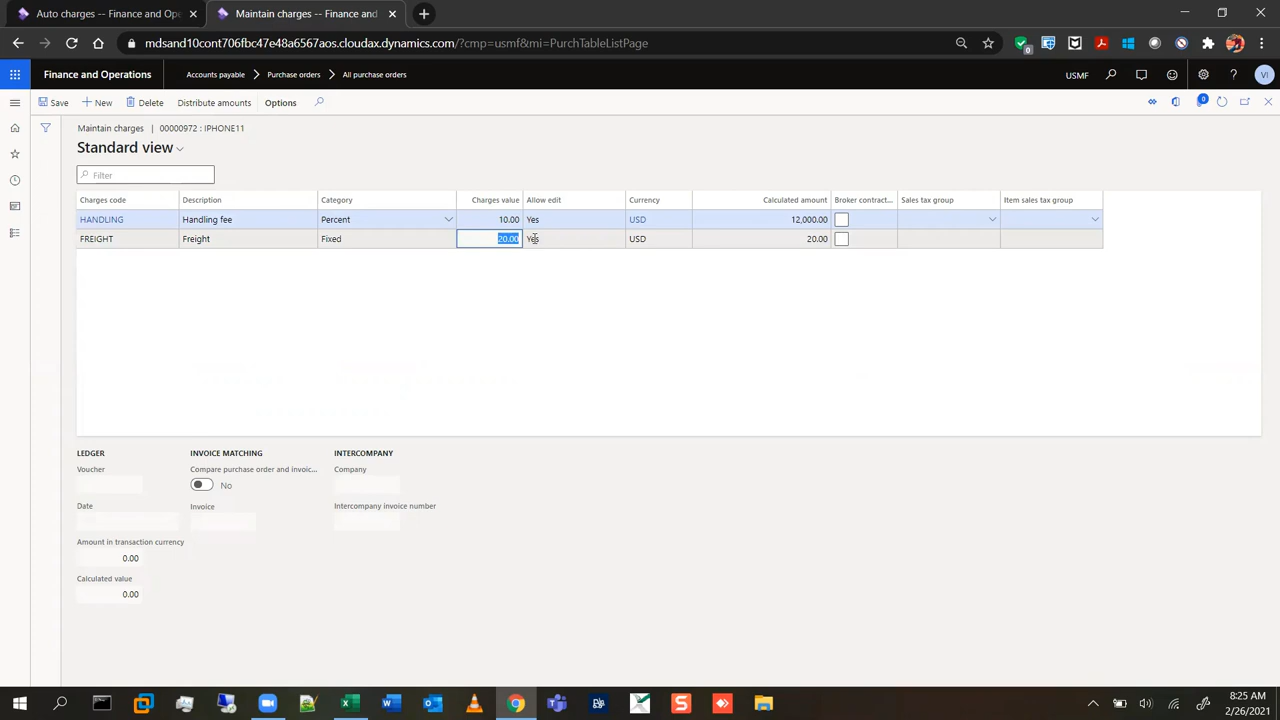 Auto charges -- Finance and Ope
Maintain charges -- Finance and
mdsand10cont706fbc47e48a6567aos.cloudax.dynamics.com/?cmp=usmf&mi=PurchTableListPage
0
Finance and Operations
Accounts payable > Purchase orders > All purchase orders
USMF
VI
Save
New
Delete
Distribute amounts
Options
0
Maintain charges | 00000972 : IPHONE11
Standard view
Filter
Charges code Description Category Charges value Allow edit Currency Calculated amount Broker contract... Sales tax group Item sales tax group
HANDLING Handling fee Percent 10.00 Yes USD 12,000.00
FREIGHT Freight Fixed 20.00 Yes USD 20.00
LEDGER
Voucher
Date
Amount in transaction currency
0.00
Calculated value
0.00
INVOICE MATCHING
Compare purchase order and invoic...
No
Invoice
INTERCOMPANY
Company
Intercompany invoice number
8:25 AM
2/26/2021